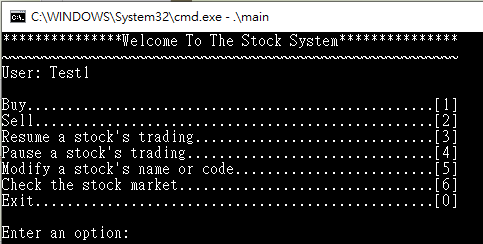 C:\WINDOWS\System32\cmd.exe - .\main
***************Welcome To The Stock System***************
~~~~~~~~~~~~~~~~~~~~~~~~~~~~~~~~~~~~~~~~~~~~~~~~~~~~~~~~~
User: Test1
Buy...................................................[1]
Sell..................................................[2]
Resume a stock's trading..............................[3]
Pause a stock's trading...............................[4]
Modify a stock's name or code.........................[5]
Check the stock market................................[6]
Exit..................................................[0]
Enter an option: